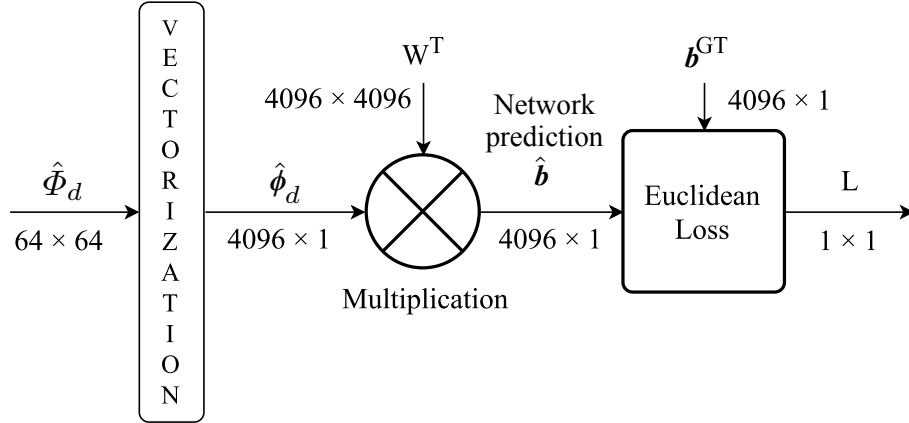 V
E
C
T
O
R
I
Z
A
T
I
O
N
Φ̂_d
64 × 64
ϕ̂_d
4096 × 1
W^T
4096 × 4096
Multiplication
Network
prediction
b̂
4096 × 1
b^GT
4096 × 1
Euclidean
Loss
L
1 × 1